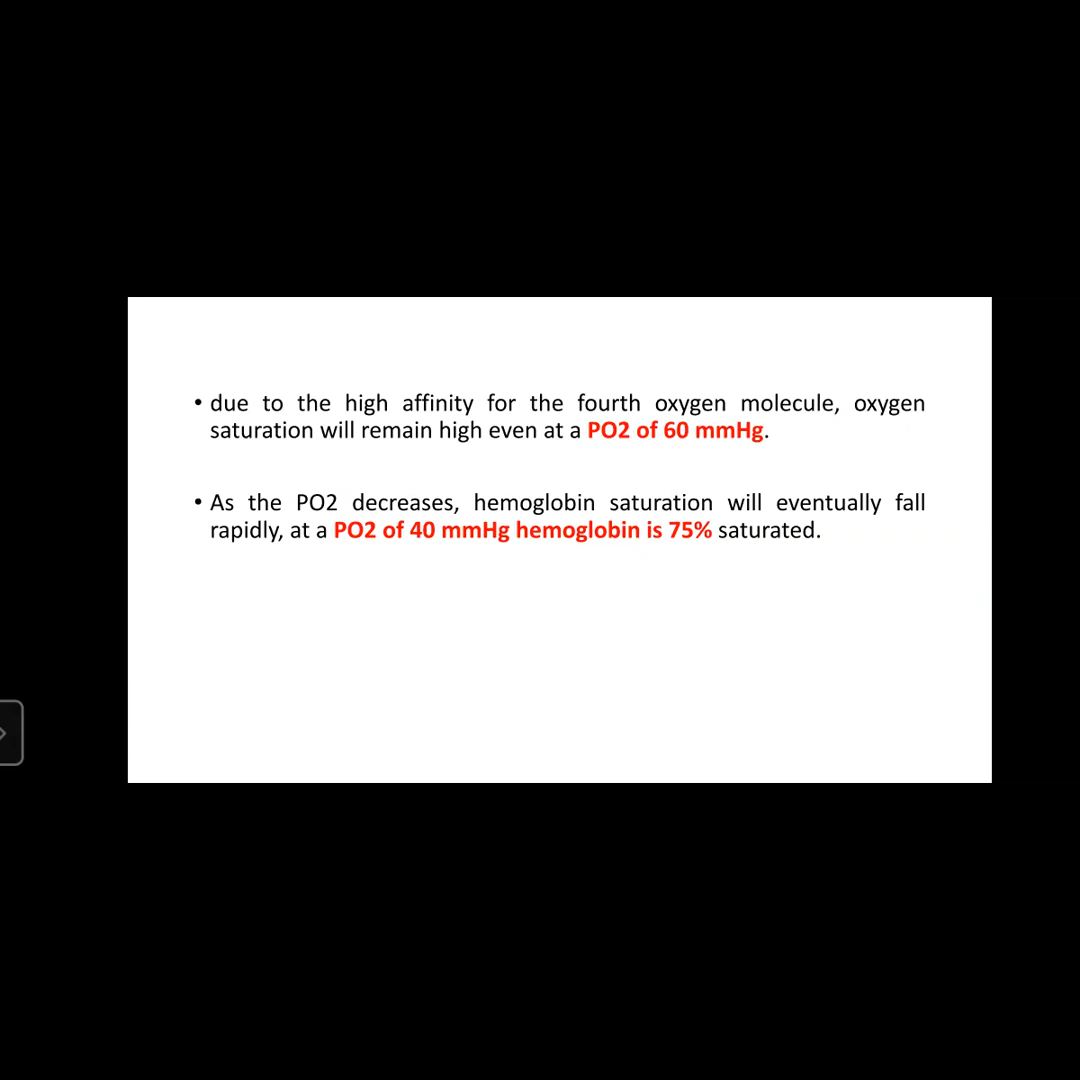 • due to the high affinity for the fourth oxygen molecule, oxygen
saturation will remain high even at a PO2 of 60 mmHg.
• As the PO2 decreases, hemoglobin saturation will eventually fall
rapidly, at a PO2 of 40 mmHg hemoglobin is 75% saturated.